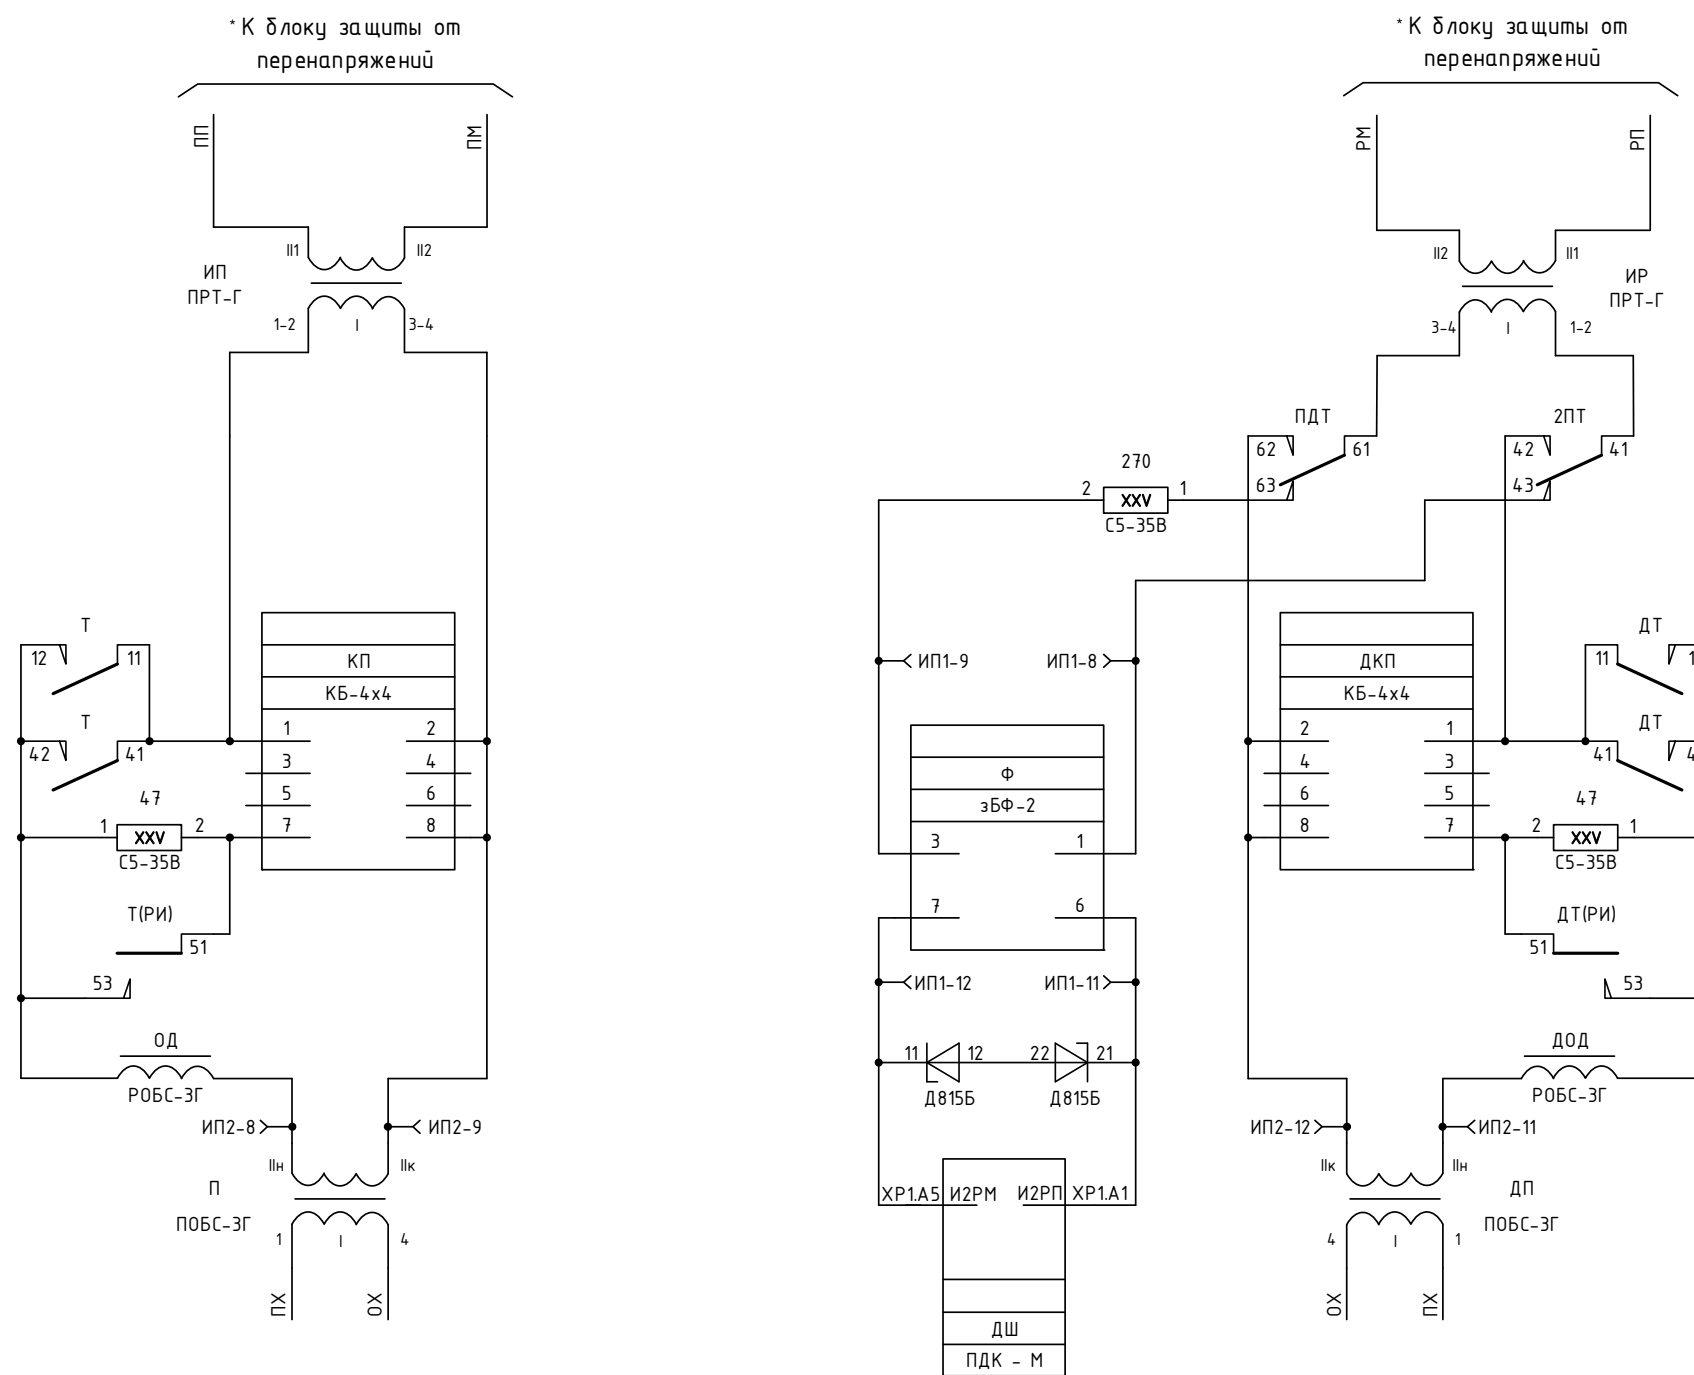 *К блоку защиты от
перенапряжений
ПП
ПМ
II1
II2
ИП
ПРТ-Г
1-2
I
3-4
Т
12
11
Т
42
41
47
1
XXV
2
С5-35В
Т(РИ)
51
53
КП
КБ-4х4
1
2
3
4
5
6
7
8
ОД
РОБС-3Г
ИП2-8
ИП2-9
IIн
IIк
П
ПОБС-3Г
1
I
4
ПХ
ОХ
*К блоку защиты от
перенапряжений
РМ
РП
II2
II1
ИР
ПРТ-Г
3-4
I
1-2
ПДТ
62
61
63
2ПТ
42
41
43
270
2
XXV
1
С5-35В
ИП1-9
ИП1-8
Ф
зБФ-2
3
1
7
6
ИП1-12
ИП1-11
11
12
22
21
Д815Б
Д815Б
ХР1.А5
И2РМ
И2РП
ХР1.А1
ДШ
ПДК - М
ДКП
КБ-4х4
2
1
4
3
6
5
8
7
ДТ
11
1
ДТ
41
4
47
2
XXV
1
С5-35В
ДТ(РИ)
51
53
ДОД
РОБС-3Г
ИП2-12
ИП2-11
IIк
IIн
ДП
ПОБС-3Г
4
I
1
ОХ
ПХ